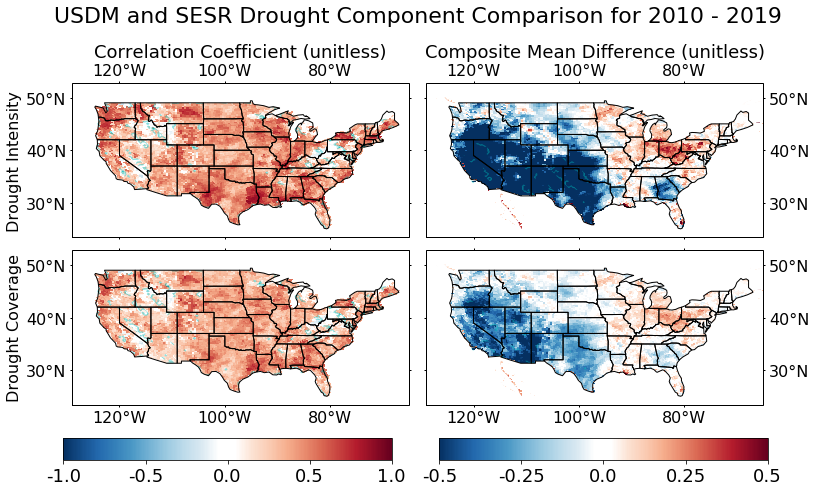 USDM and SESR Drought Component Comparison for 2010 - 2019
Correlation Coefficient (unitless)
Composite Mean Difference (unitless)
120°W 100°W 80°W
120°W 100°W 80°W
Drought Intensity
50°N
40°N
30°N
50°N
40°N
30°N
Drought Coverage
50°N
40°N
30°N
50°N
40°N
30°N
120°W 100°W 80°W
120°W 100°W 80°W
-1.0 -0.5 0.0 0.5 1.0
-0.5 -0.25 0.0 0.25 0.5